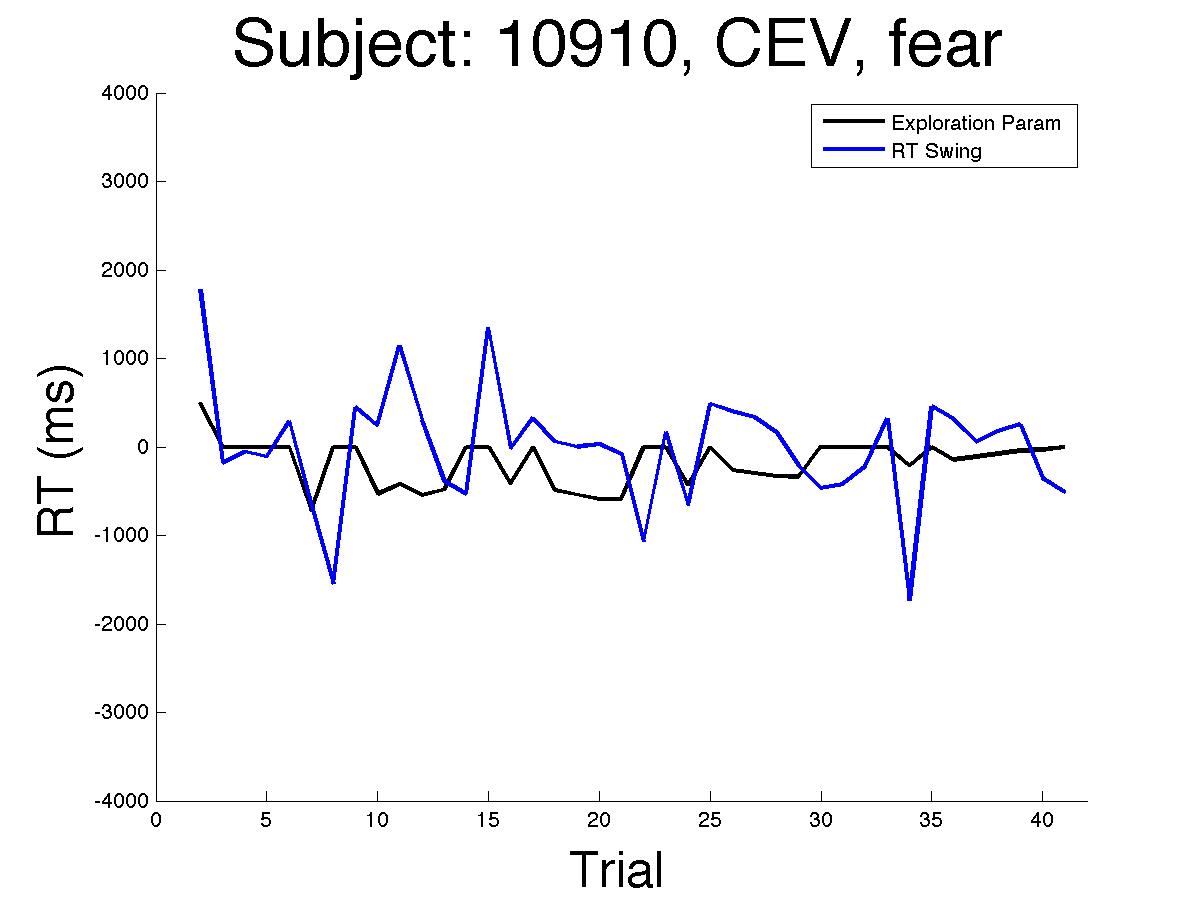 Subject: 10910, CEV, fear
Exploration Param
RT Swing
4000
3000
2000
1000
0
-1000
-2000
-3000
-4000
RT (ms)
0 5 10 15 20 25 30 35 40
Trial